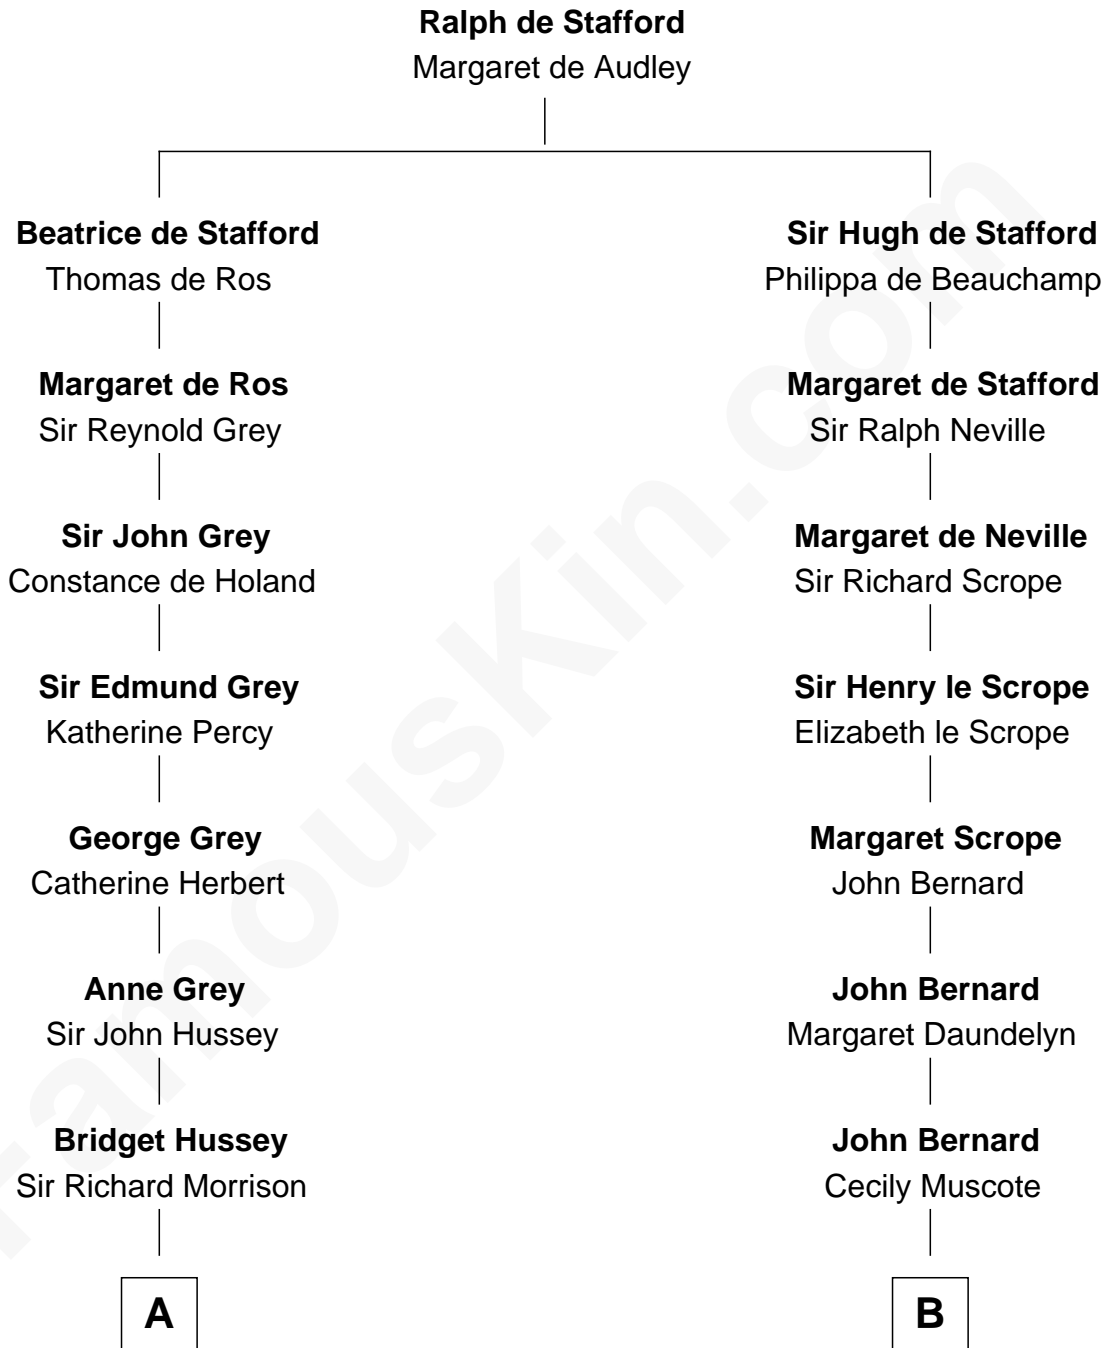 Ralph de Stafford
Margaret de Audley
Beatrice de Stafford
Thomas de Ros
Sir Hugh de Stafford
Philippa de Beauchamp
Margaret de Ros
Sir Reynold Grey
Margaret de Stafford
Sir Ralph Neville
Sir John Grey
Constance de Holand
Margaret de Neville
Sir Richard Scrope
Sir Edmund Grey
Katherine Percy
Sir Henry le Scrope
Elizabeth le Scrope
George Grey
Catherine Herbert
Margaret Scrope
John Bernard
Anne Grey
Sir John Hussey
John Bernard
Margaret Daundelyn
Bridget Hussey
Sir Richard Morrison
John Bernard
Cecily Muscote
A
B
FamousKin.com